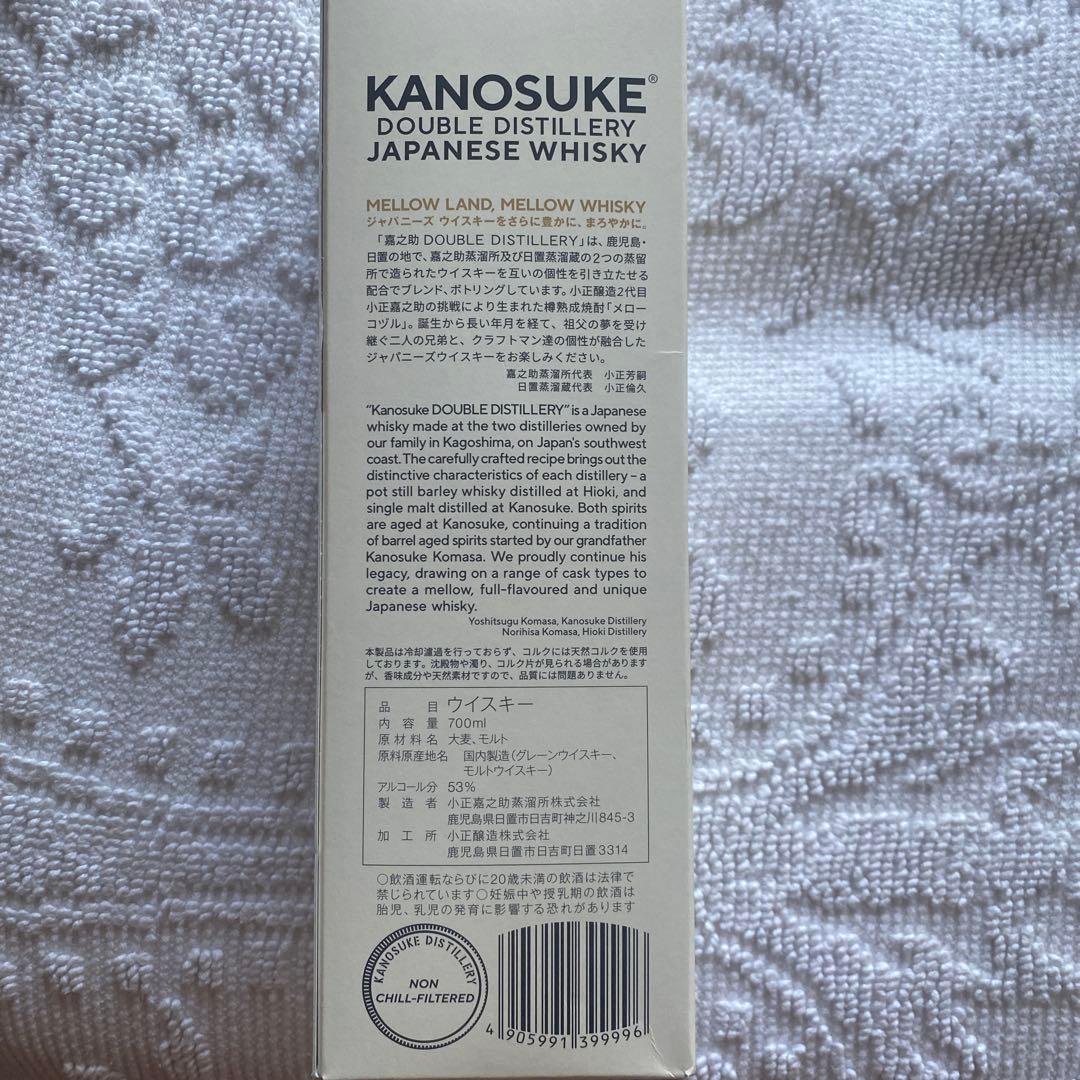 KANOSUKE®
DOUBLE DISTILLERY
JAPANESE WHISKY
MELLOW LAND, MELLOW WHISKY
ジャパニーズ ウイスキーをさらに豊かに、まろやかに。
「嘉之助 DOUBLE DISTILLERY」は、鹿児島・
日置の地で、嘉之助蒸溜所及び日置蒸溜蔵の2つの蒸留
所で造られたウイスキーを互いの個性を引き立たせる
配合でブレンド、ボトリングしています。小正醸造2代目
小正嘉之助の挑戦により生まれた樽熟成焼酎「メロー
コヅル」。誕生から長い年月を経て、祖父の夢を受け
継ぐ二人の兄弟と、クラフトマン達の個性が融合した
ジャパニーズウイスキーをお楽しみください。
嘉之助蒸溜所代表 小正芳嗣
日置蒸溜蔵代表 小正倫久
“Kanosuke DOUBLE DISTILLERY” is a Japanese
whisky made at the two distilleries owned by
our family in Kagoshima, on Japan's southwest
coast. The carefully crafted recipe brings out the
distinctive characteristics of each distillery – a
pot still barley whisky distilled at Hioki, and
single malt distilled at Kanosuke. Both spirits
are aged at Kanosuke, continuing a tradition
of barrel aged spirits started by our grandfather
Kanosuke Komasa. We proudly continue his
legacy, drawing on a range of cask types to
create a mellow, full-flavoured and unique
Japanese whisky.
Yoshitsugu Komasa, Kanosuke Distillery
Norihisa Komasa, Hioki Distillery
本製品は冷却濾過を行っておらず、コルクには天然コルクを使用
しております。沈殿物や濁り、コルク片が見られる場合があります
が、香味成分や天然素材ですので、品質には問題ありません。
品目 ウイスキー
内容量 700ml
原材料名 大麦、モルト
原料原産地名 国内製造(グレーンウイスキー、
モルトウイスキー)
アルコール分 53%
製造者 小正嘉之助蒸溜所株式会社
鹿児島県日置市日吉町神之川845-3
加工所 小正醸造株式会社
鹿児島県日置市日吉町日置3314
○飲酒運転ならびに20歳未満の飲酒は法律で
禁じられています○妊娠中や授乳期の飲酒は
胎児、乳児の発育に影響する恐れがあります
KANOSUKE DISTILLERY
NON
CHILL-FILTERED
4 905991 399996